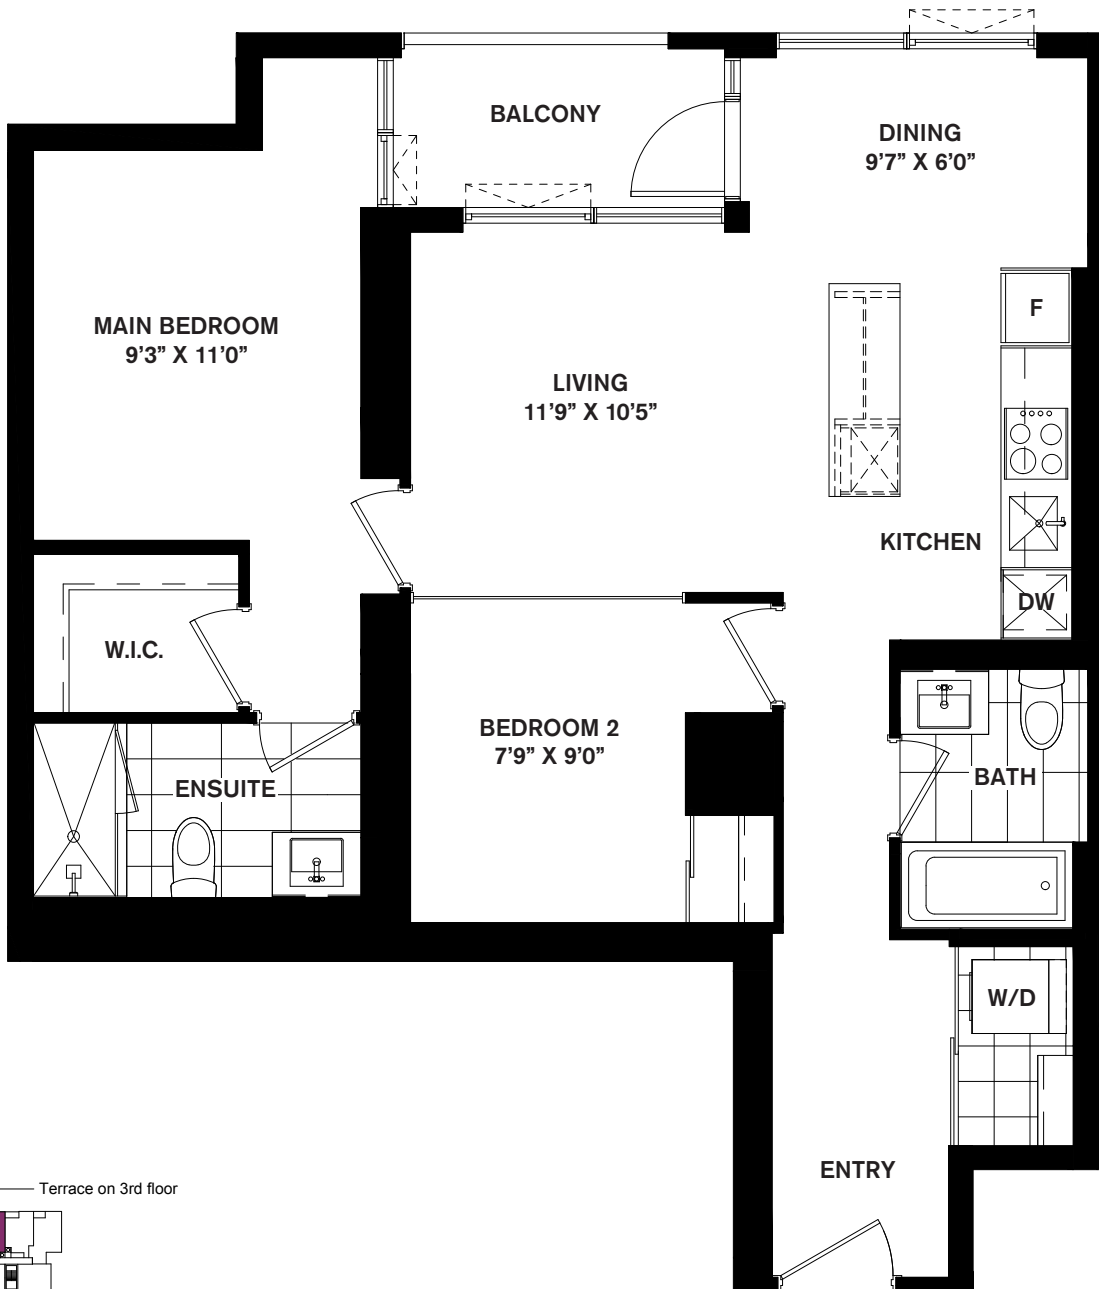 BALCONY
DINING
9’7” X 6’0”
F
MAIN BEDROOM
9’3” X 11’0”
LIVING
11’9” X 10’5”
KITCHEN
DW
W.I.C.
BEDROOM 2
7’9” X 9’0”
ENSUITE
BATH
W/D
ENTRY
Terrace on 3rd floor